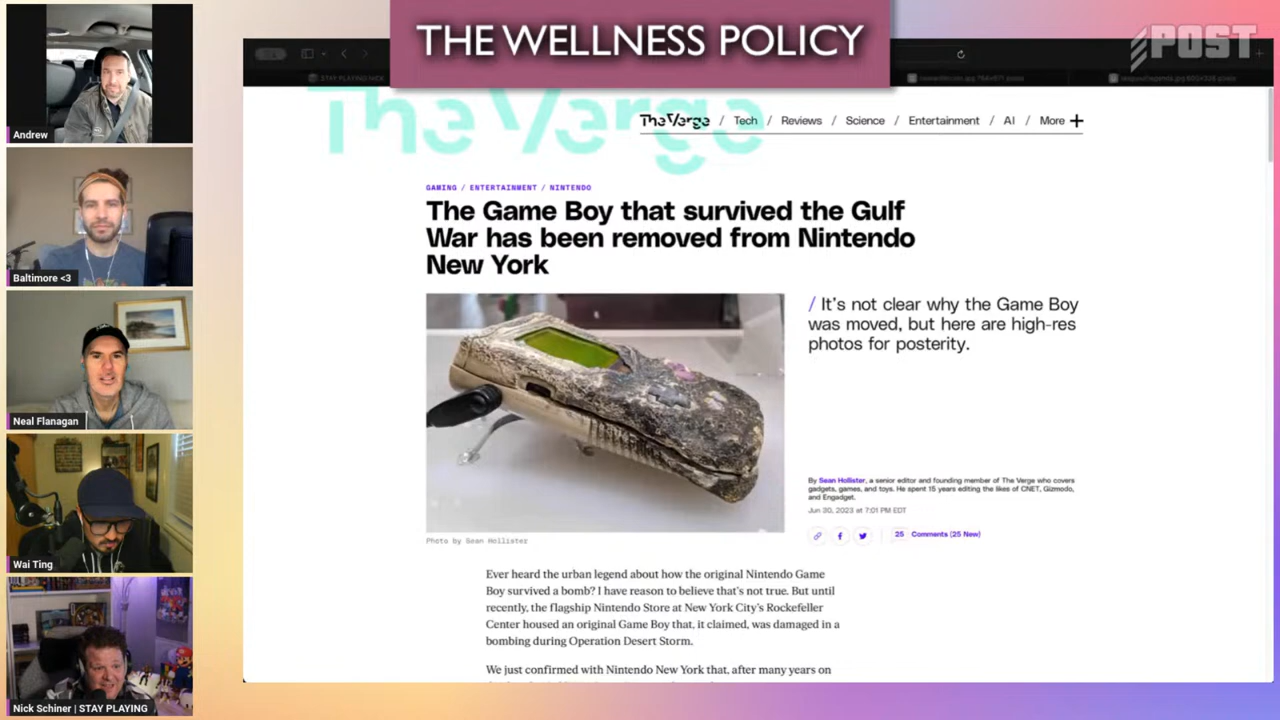 THE WELLNESS POLICY
POST
Andrew
Baltimore <3
Neal Flanagan
Wai Ting
Nick Schiner | STAY PLAYING
STAY PLAYING NICK
The Verge
The Verge / Tech / Reviews / Science / Entertainment / AI / More +
GAMING / ENTERTAINMENT / NINTENDO
The Game Boy that survived the Gulf
War has been removed from Nintendo
New York
/ It’s not clear why the Game Boy
was moved, but here are high-res
photos for posterity.
By Sean Hollister, a senior editor and founding member of The Verge who covers
gadgets, games, and toys. He spent 15 years editing the likes of CNET, Gizmodo,
and Engadget.
Jun 30, 2023 at 7:01 PM EDT
25 Comments (25 New)
Photo by Sean Hollister
Ever heard the urban legend about how the original Nintendo Game
Boy survived a bomb? I have reason to believe that’s not true. But until
recently, the flagship Nintendo Store at New York City’s Rockefeller
Center housed an original Game Boy that, it claimed, was damaged in a
bombing during Operation Desert Storm.
We just confirmed with Nintendo New York that, after many years on